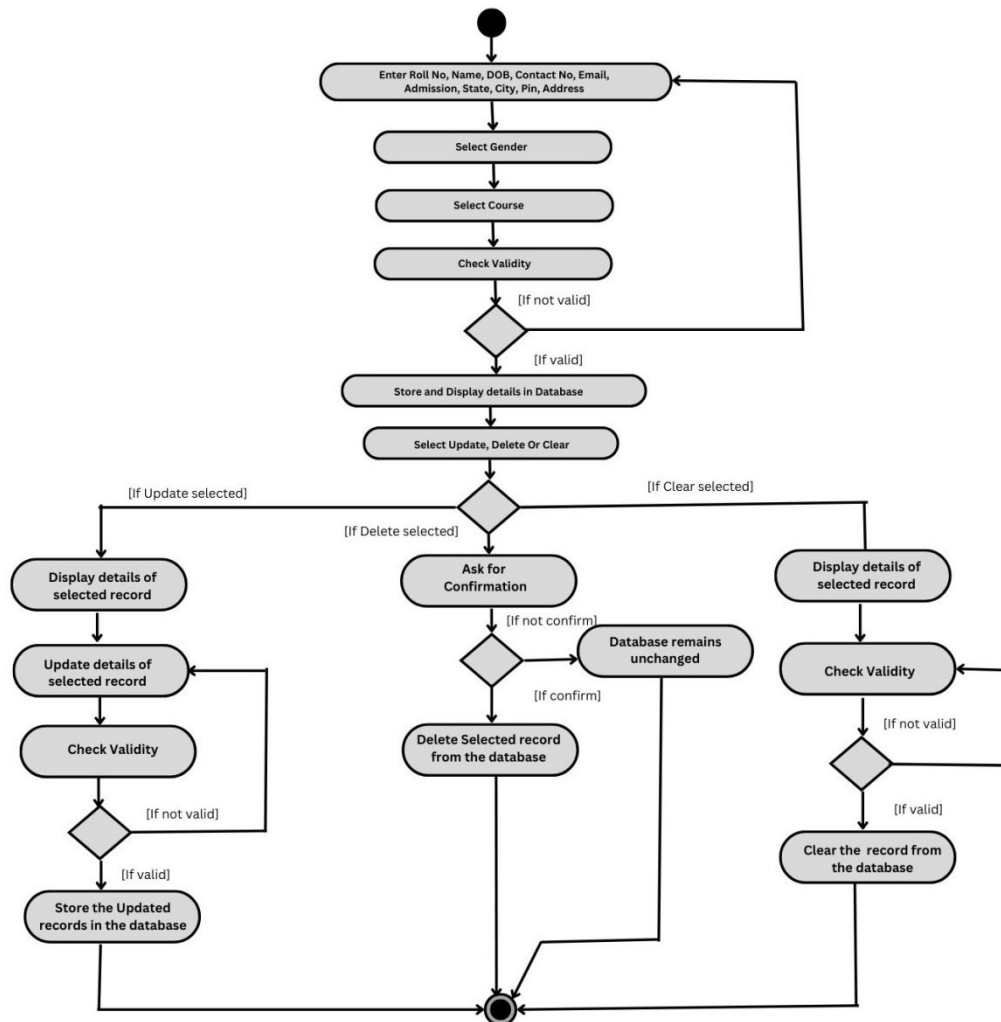 Enter Roll No, Name, DOB, Contact No, Email,
Admission, State, City, Pin, Address
Select Gender
Select Course
Check Validity
[If not valid]
[If valid]
Store and Display details in Database
Select Update, Delete Or Clear
[If Update selected]
[If Delete selected]
[If Clear selected]
Display details of
selected record
Update details of
selected record
Check Validity
[If not valid]
[If valid]
Store the Updated
records in the database
Ask for
Confirmation
[If not confirm]
Database remains
unchanged
[If confirm]
Delete Selected record
from the database
Display details of
selected record
Check Validity
[If not valid]
[If valid]
Clear the record from
the database